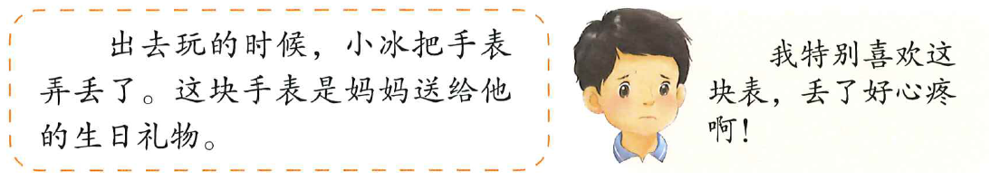 出去玩的时候，小冰把手表
弄丢了。这块手表是妈妈送给他
的生日礼物。
我特别喜欢这
块表，丢了好心疼
啊！